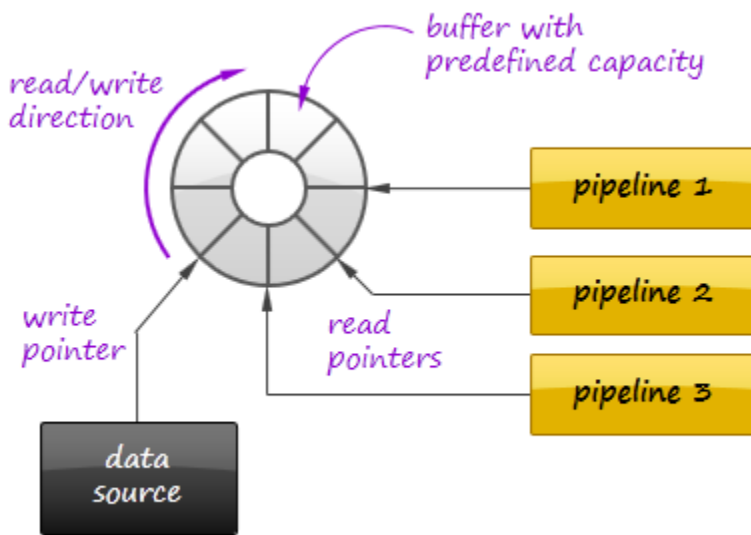 buffer with
predefined capacity
read/write
direction
pipeline 1
pipeline 2
write
pointer
read
pointers
pipeline 3
data
source